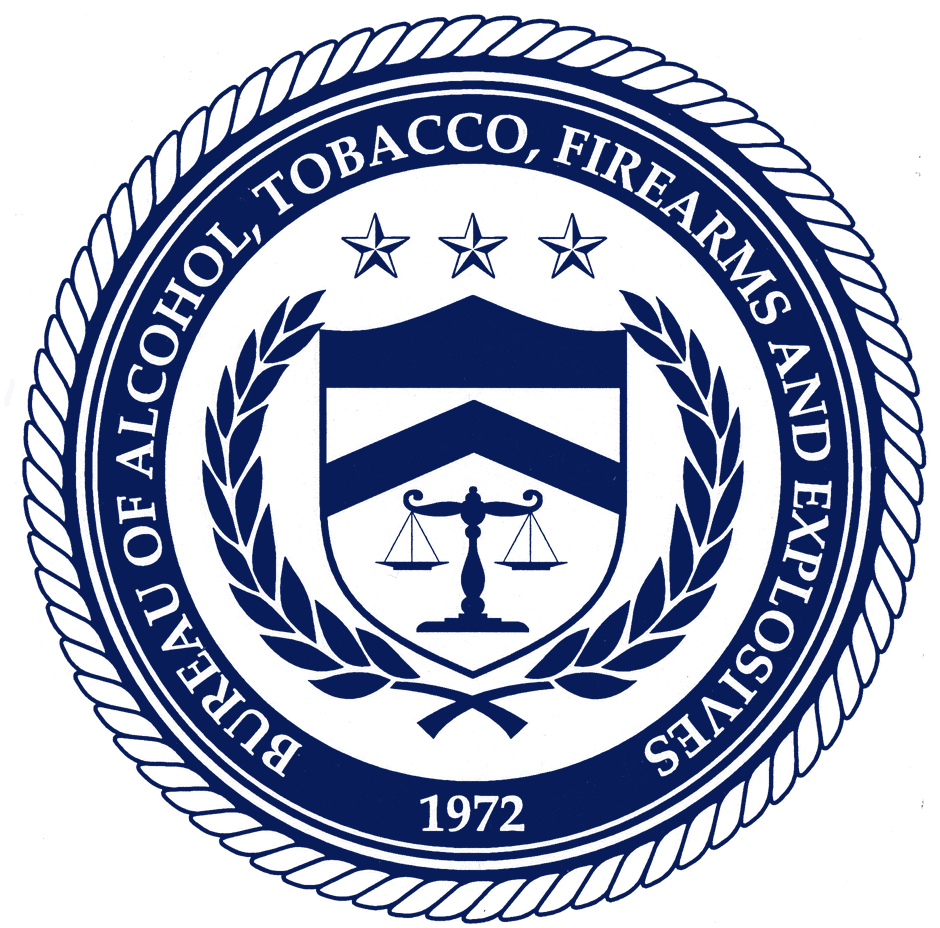 BUREAU OF ALCOHOL, TOBACCO, FIREARMS AND EXPLOSIVES
1972